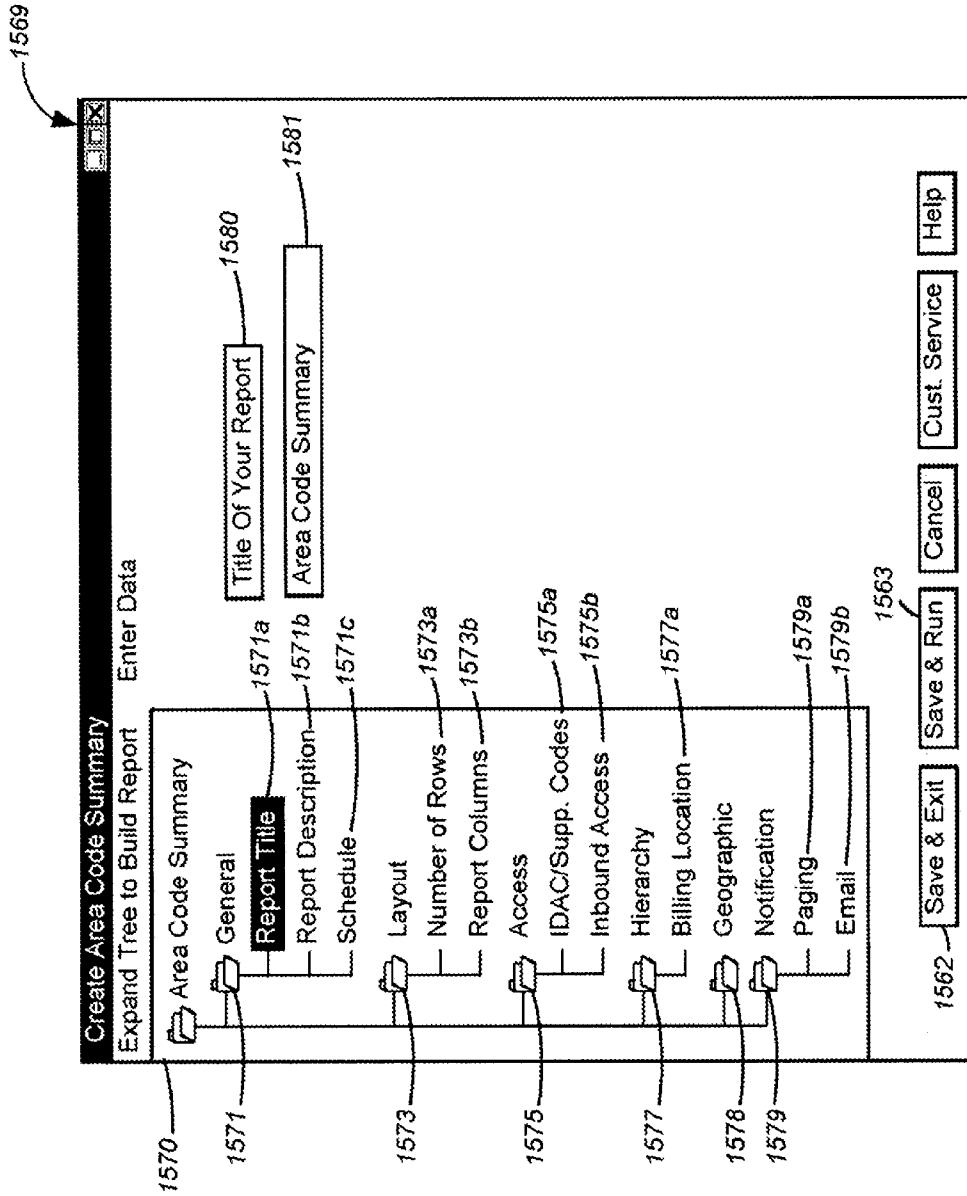 1569
Create Area Code Summary
Expand Tree to Build Report
Enter Data
1570
Area Code Summary
1571
General
Report Title
1571a
Report Description
1571b
Schedule
1571c
Title Of Your Report
1580
Area Code Summary
1581
1573
Layout
Number of Rows
1573a
Report Columns
1573b
1575
Access
IDAC/Supp. Codes
1575a
Inbound Access
1575b
1577
Hierarchy
Billing Location
1577a
1578
Geographic
1579
Notification
Paging
1579a
Email
1579b
1562
1563
Save & Exit
Save & Run
Cancel
Cust. Service
Help